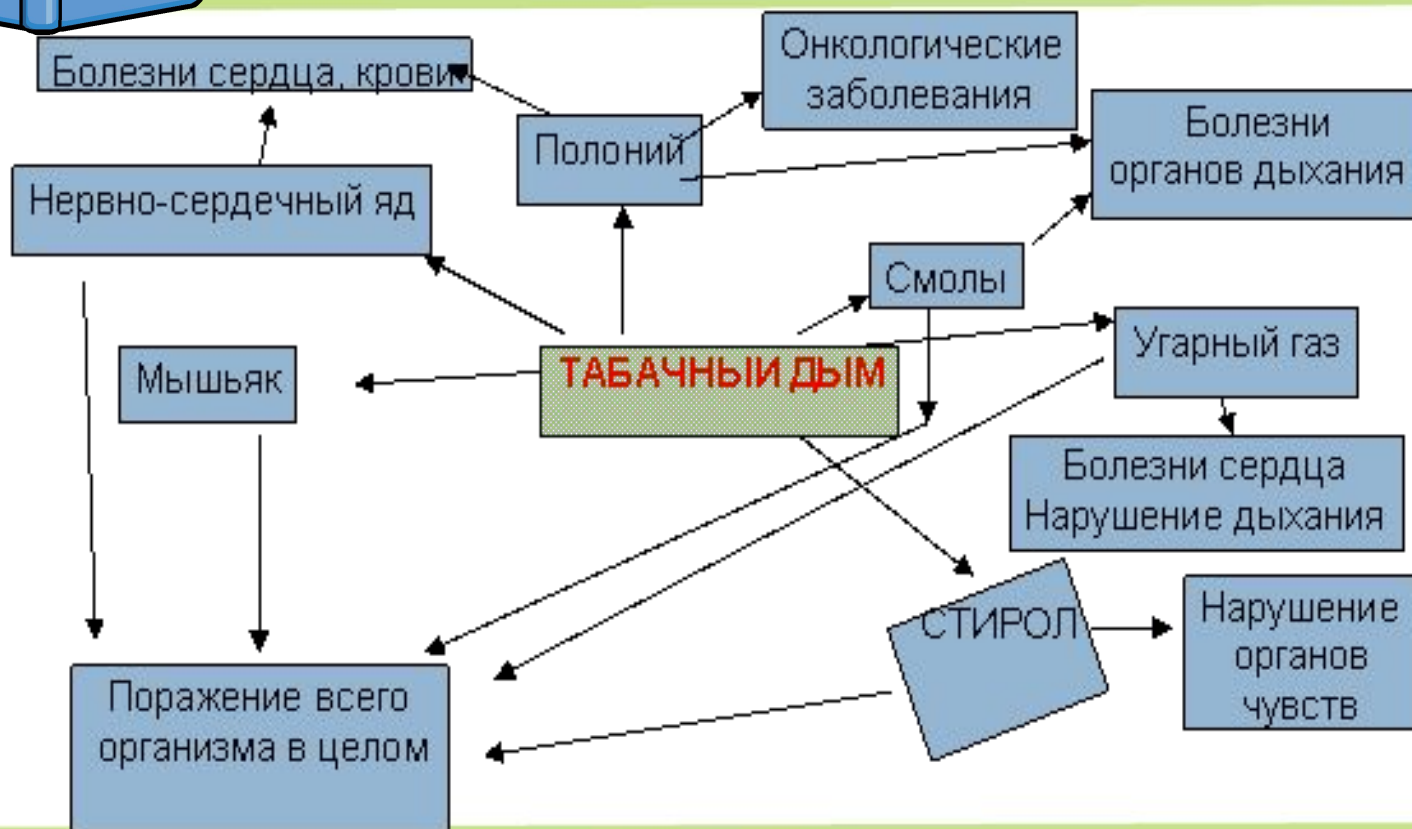 Болезни сердца, крови
Онкологические
заболевания
Полоний
Болезни
органов дыхания
Нервно-сердечный яд
Смолы
Угарный газ
Мышьяк
ТАБАЧНЫЙ ДЫМ
Болезни сердца
Нарушение дыхания
СТИРОЛ
Нарушение
органов
чувств
Поражение всего
организма в целом